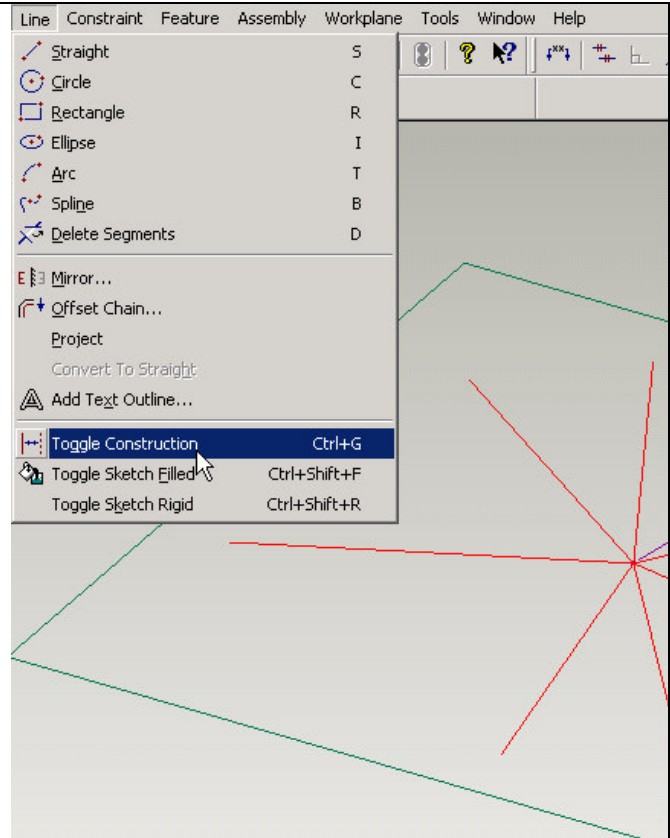 Line Constraint Feature Assembly Workplane Tools Window Help
Straight S
Circle C
Rectangle R
Ellipse I
Arc T
Spline B
Delete Segments D
Mirror...
Offset Chain...
Project
Convert To Straight
Add Text Outline...
Toggle Construction Ctrl+G
Toggle Sketch Filled Ctrl+Shift+F
Toggle Sketch Rigid Ctrl+Shift+R